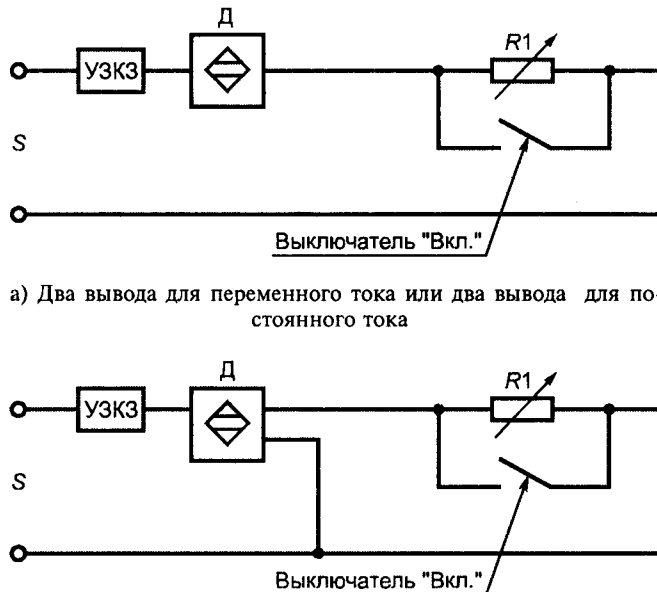 Д
R1
УЗКЗ
S
Выключатель "Вкл."
а) Два вывода для переменного тока или два вывода для по-
стоянного тока
Д
R1
УЗКЗ
S
Выключатель "Вкл."